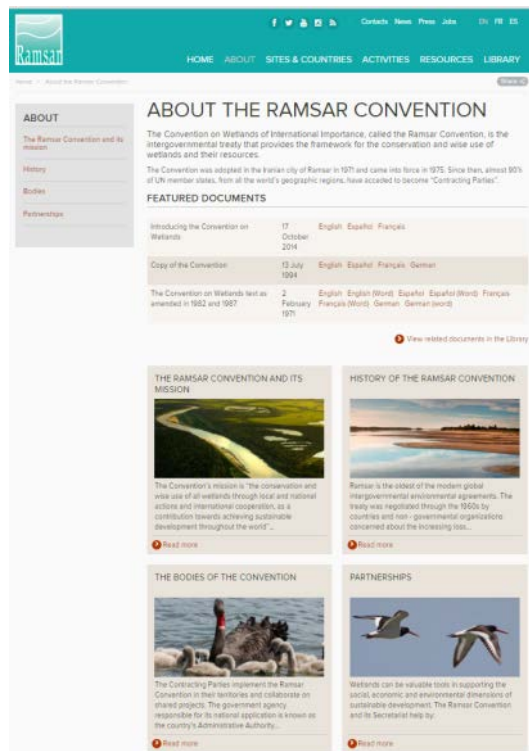 Contacts News Press Jobs EN FR ES
Ramsar
HOME ABOUT SITES & COUNTRIES ACTIVITIES RESOURCES LIBRARY
Home > About the Ramsar Convention
Share
ABOUT
The Ramsar Convention and its
mission
History
Bodies
Partnerships
ABOUT THE RAMSAR CONVENTION
The Convention on Wetlands of International Importance, called the Ramsar Convention, is the
intergovernmental treaty that provides the framework for the conservation and wise use of
wetlands and their resources.
The Convention was adopted in the Iranian city of Ramsar in 1971 and came into force in 1975. Since then, almost 90%
of UN member states, from all the world's geographic regions, have acceded to become "Contracting Parties".
FEATURED DOCUMENTS
Introducing the Convention on
Wetlands
17
October
2014
English Español Français
Copy of the Convention
13 July
1994
English Español Français German
The Convention on Wetlands text as
amended in 1982 and 1987
2
February
1971
English English (Word) Español Español (Word) Français
Français (Word) German German (word)
View related documents in the Library
THE RAMSAR CONVENTION AND ITS
MISSION
The Convention's mission is "the conservation and
wise use of all wetlands through local and national
actions and international cooperation, as a
contribution towards achieving sustainable
development throughout the world"...
Read more
HISTORY OF THE RAMSAR CONVENTION
Ramsar is the oldest of the modern global
intergovernmental environmental agreements. The
treaty was negotiated through the 1960s by
countries and non - governmental organizations
concerned about the increasing loss...
Read more
THE BODIES OF THE CONVENTION
The Contracting Parties implement the Ramsar
Convention in their territories and collaborate on
shared projects. The government agency
responsible for its national application is known as
the country's Administrative Authority...
Read more
PARTNERSHIPS
Wetlands can be valuable tools in supporting the
social, economic and environmental dimensions of
sustainable development. The Ramsar Convention
and its Secretariat help by:
Read more